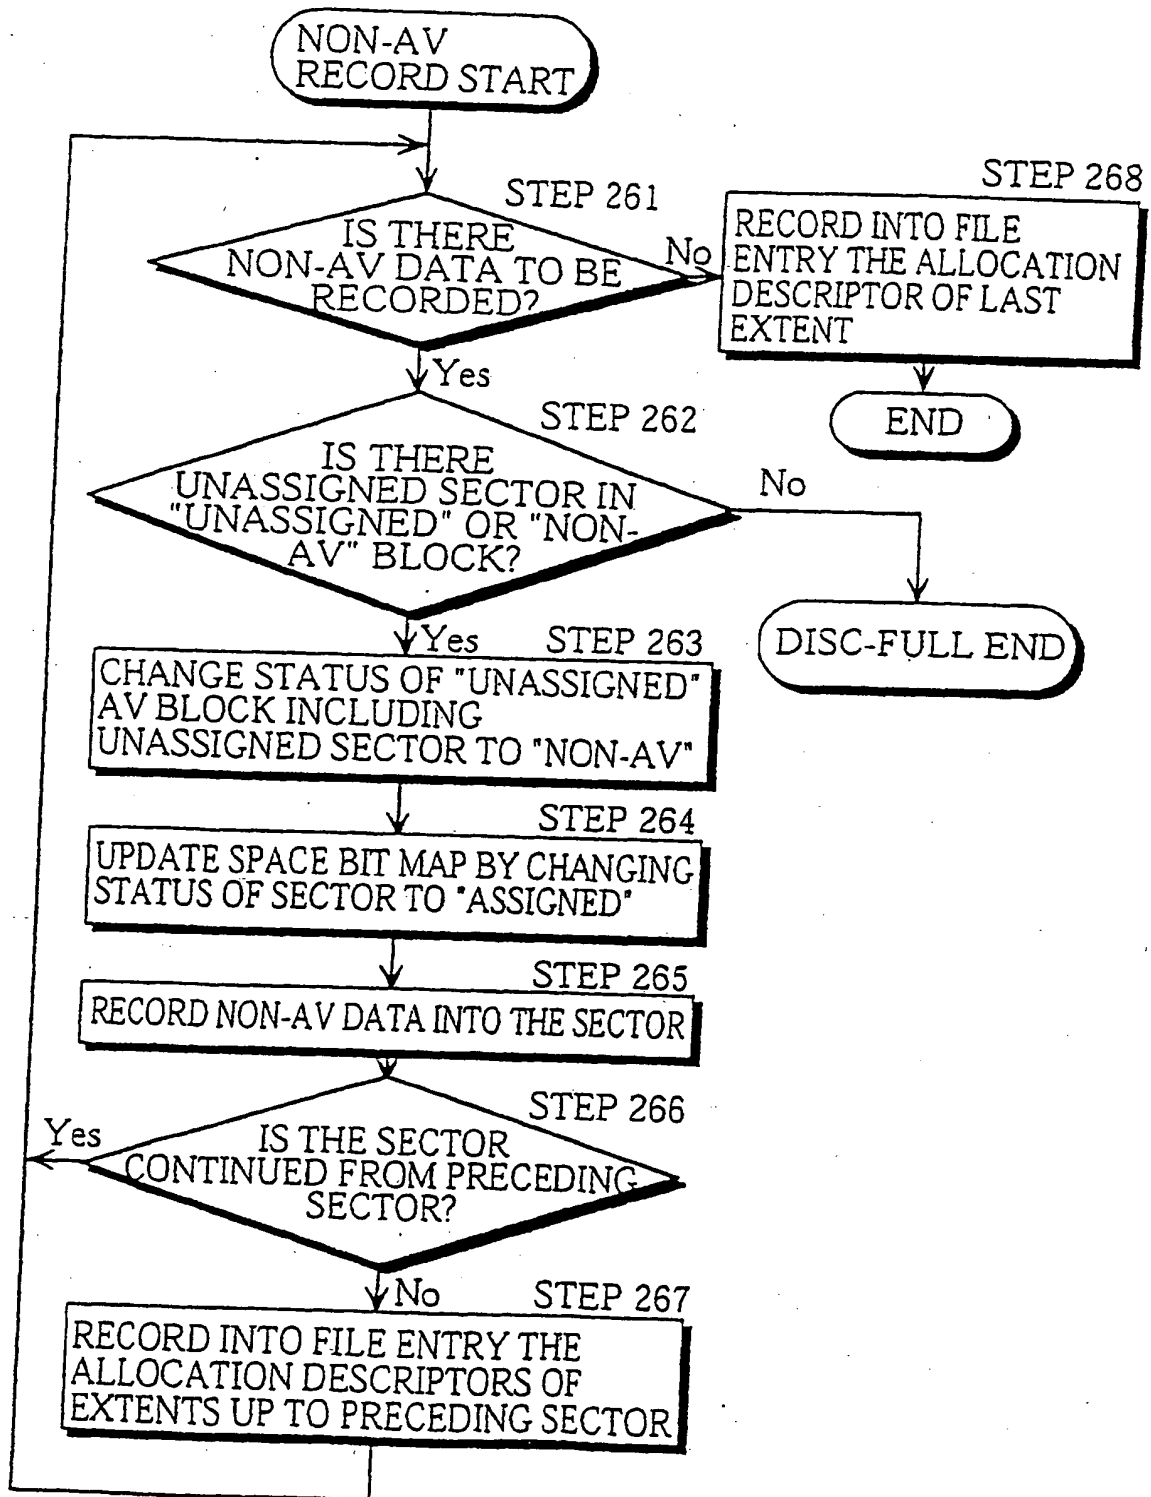 NON-AV
RECORD START
STEP 261
IS THERE
NON-AV DATA TO BE
RECORDED?
No
STEP 268
RECORD INTO FILE
ENTRY THE ALLOCATION
DESCRIPTOR OF LAST
EXTENT
END
Yes
STEP 262
IS THERE
UNASSIGNED SECTOR IN
"UNASSIGNED" OR "NON-
AV" BLOCK?
No
DISC-FULL END
Yes
STEP 263
CHANGE STATUS OF "UNASSIGNED"
AV BLOCK INCLUDING
UNASSIGNED SECTOR TO "NON-AV"
STEP 264
UPDATE SPACE BIT MAP BY CHANGING
STATUS OF SECTOR TO "ASSIGNED"
STEP 265
RECORD NON-AV DATA INTO THE SECTOR
STEP 266
Yes
IS THE SECTOR
CONTINUED FROM PRECEDING
SECTOR?
No
STEP 267
RECORD INTO FILE ENTRY THE
ALLOCATION DESCRIPTORS OF
EXTENTS UP TO PRECEDING SECTOR